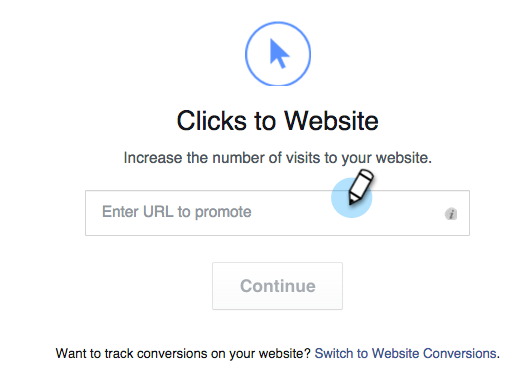 Clicks to Website
Increase the number of visits to your website.
Enter URL to promote
i
Continue
Want to track conversions on your website? Switch to Website Conversions.